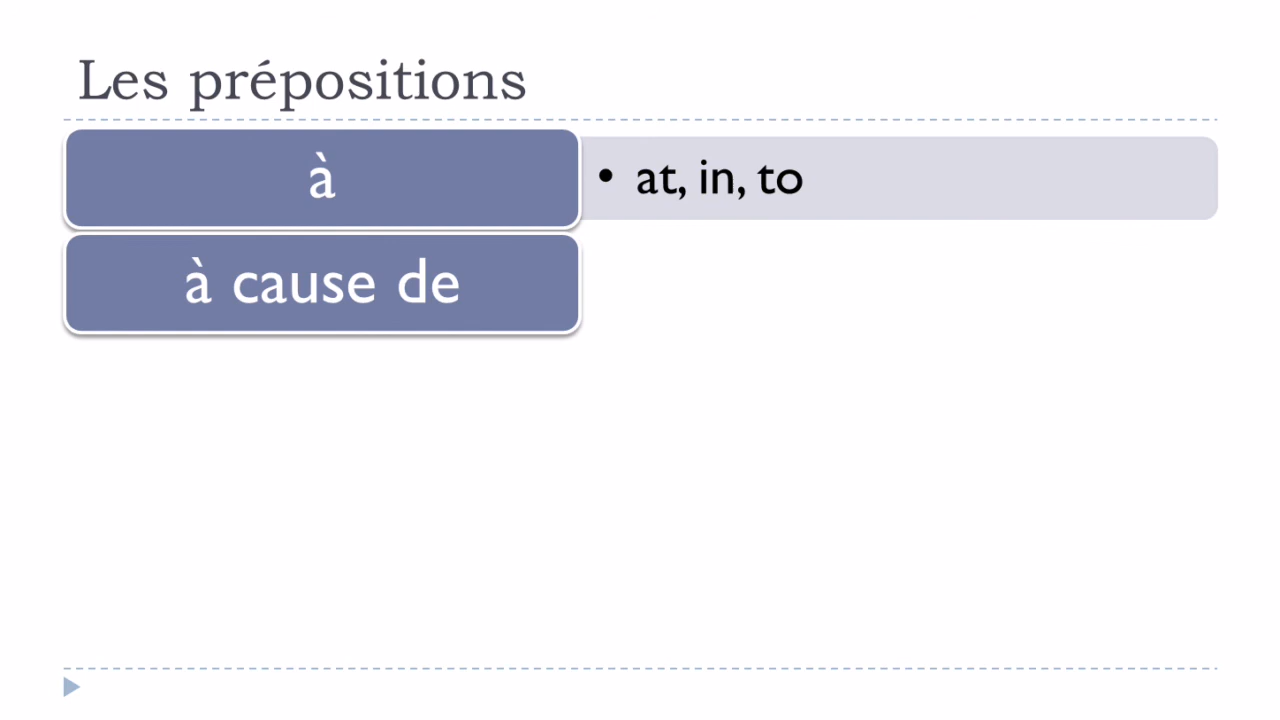 Les prépositions
à
• at, in, to
à cause de